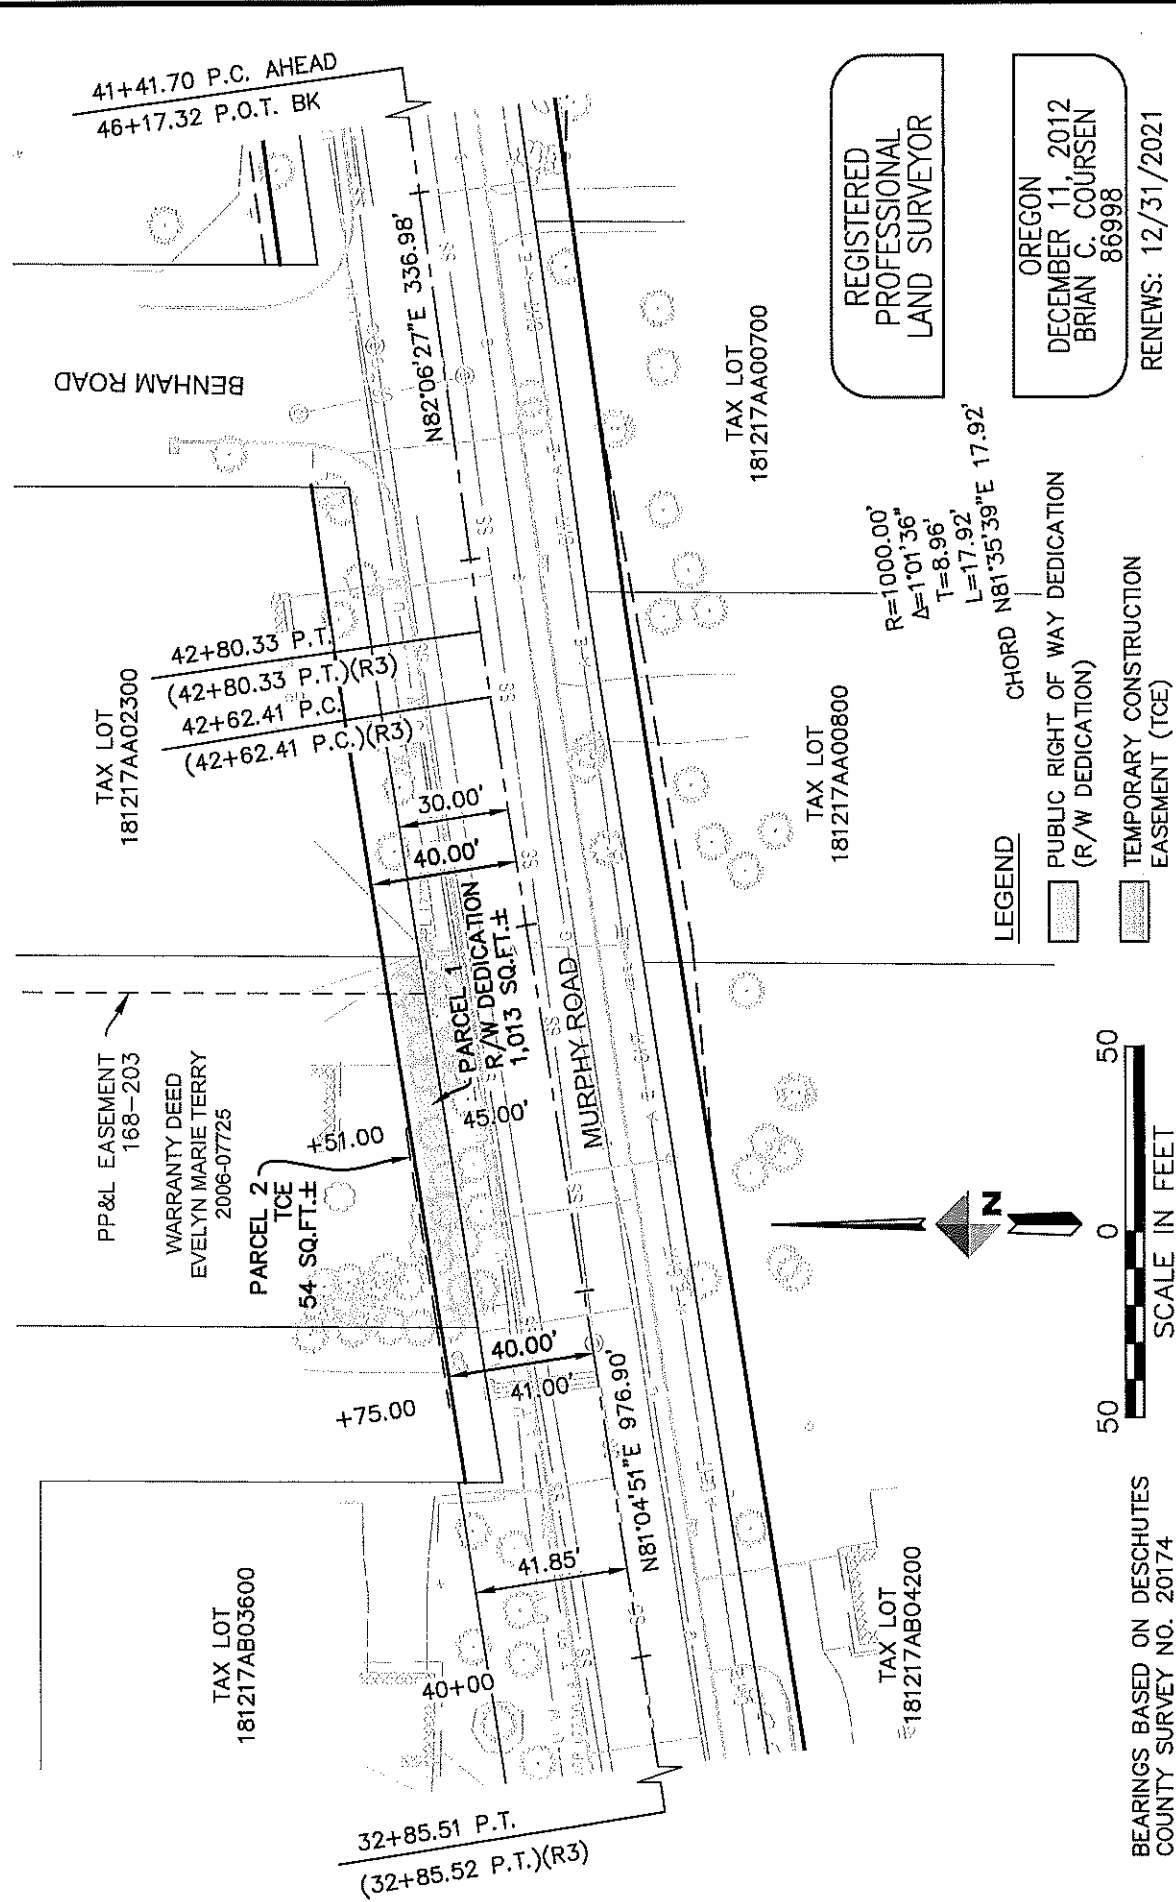 41+41.70 P.C. AHEAD
46+17.32 P.O.T. BK
BENHAM ROAD
N82°06'27"E 336.98'
TAX LOT
181217AA02300
42+80.33 P.T.
(42+80.33 P.T.)(R3)
42+62.41 P.C.
(42+62.41 P.C.)(R3)
30.00'
40.00'
PP&L EASEMENT
168-203
WARRANTY DEED
EVELYN MARIE TERRY
2006-07725
PARCEL 2
TCE
54 SQ.FT.±
+51.00
PARCEL 1
R/W DEDICATION
1,013 SQ.FT.±
45.00'
MURPHY ROAD
+75.00
40.00'
41.00'
N81°04'51"E 976.90'
41.85'
40+00
TAX LOT
181217AB03600
32+85.51 P.T.
(32+85.52 P.T.)(R3)
TAX LOT
181217AA00700
TAX LOT
181217AA00800
TAX LOT
181217AB04200
R=1000.00'
Δ=1°01'36"
T=8.96'
L=17.92'
CHORD N81°35'39"E 17.92'
REGISTERED
PROFESSIONAL
LAND SURVEYOR
OREGON
DECEMBER 11, 2012
BRIAN C. COURSEN
86998
RENEWS: 12/31/2021
LEGEND
PUBLIC RIGHT OF WAY DEDICATION
(R/W DEDICATION)
TEMPORARY CONSTRUCTION
EASEMENT (TCE)
N
50 0 50
SCALE IN FEET
BEARINGS BASED ON DESCHUTES
COUNTY SURVEY NO. 20174